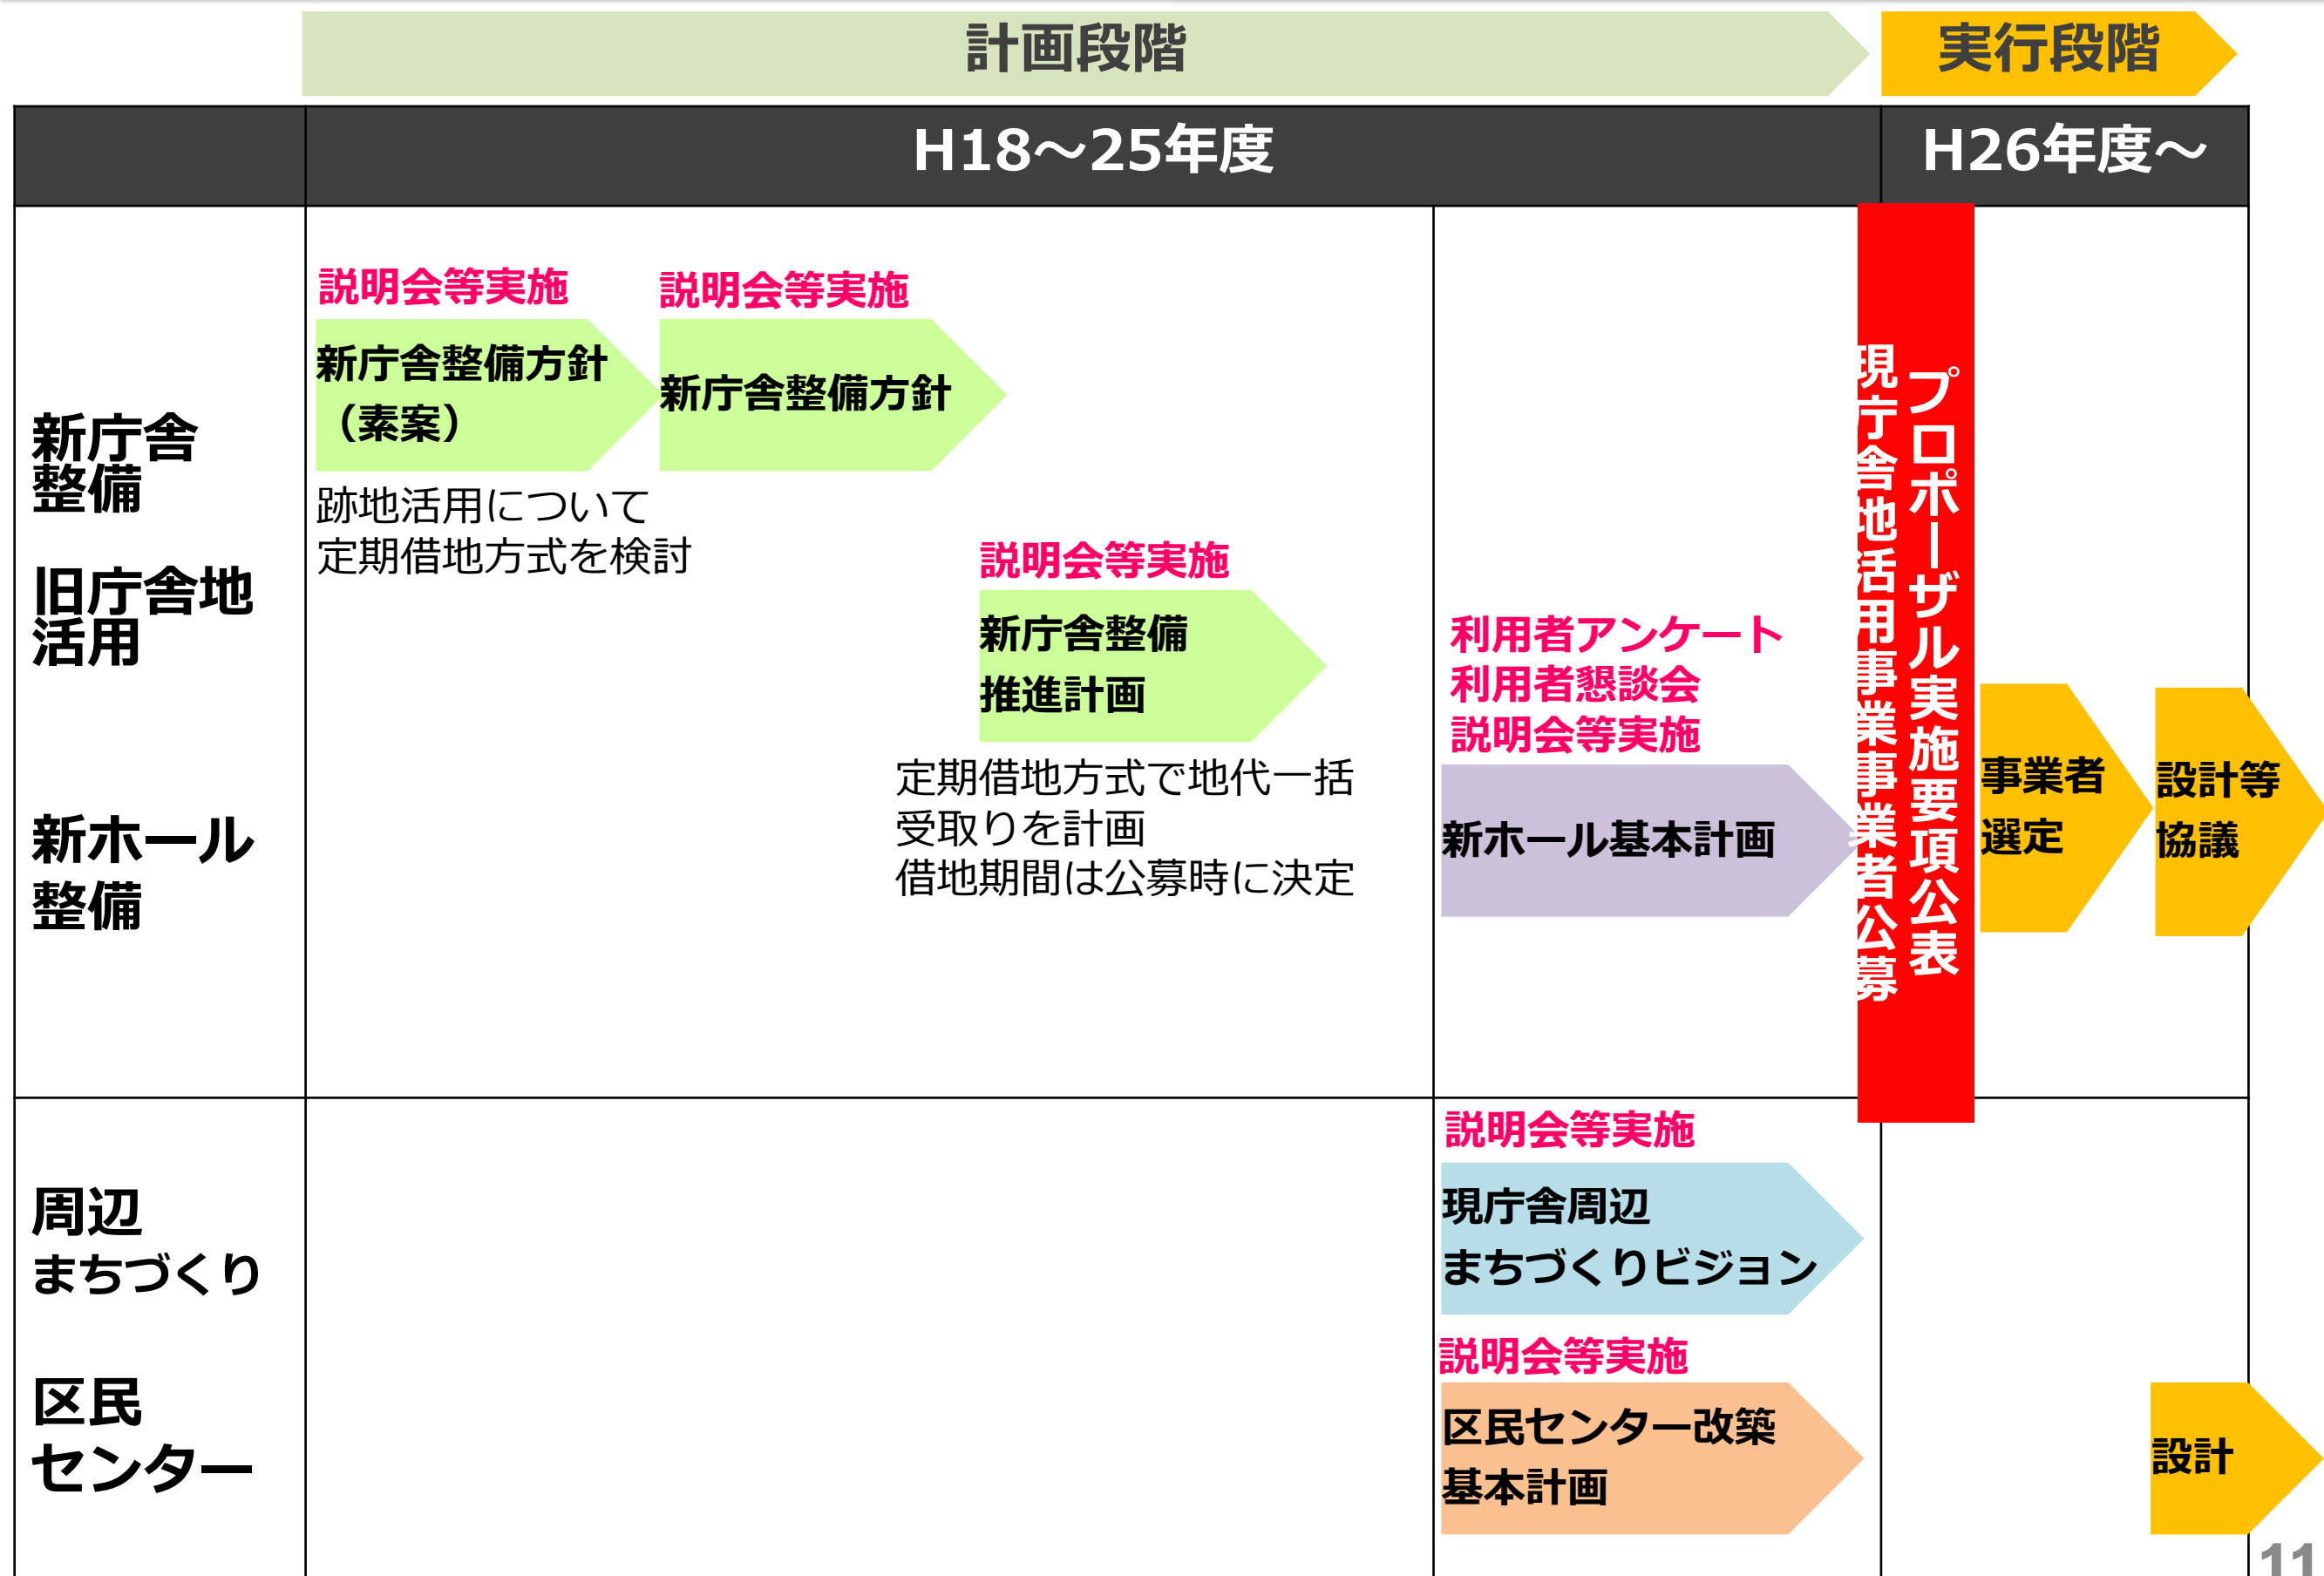 計画段階
実行段階
H18～25年度
H26年度～
新庁舎
整備
旧庁舎地
活用
新ホール
整備
説明会等実施
新庁舎整備方針
（素案）
跡地活用について
定期借地方式を検討
説明会等実施
新庁舎整備方針
説明会等実施
新庁舎整備
推進計画
定期借地方式で地代一括
受取りを計画
借地期間は公募時に決定
利用者アンケート
利用者懇談会
説明会等実施
新ホール基本計画
プロポーザル実施要項公表
現庁舎地活用事業事業者公募
事業者
選定
設計等
協議
周辺
まちづくり
区民
センター
説明会等実施
現庁舎周辺
まちづくりビジョン
説明会等実施
区民センター改築
基本計画
設計
11